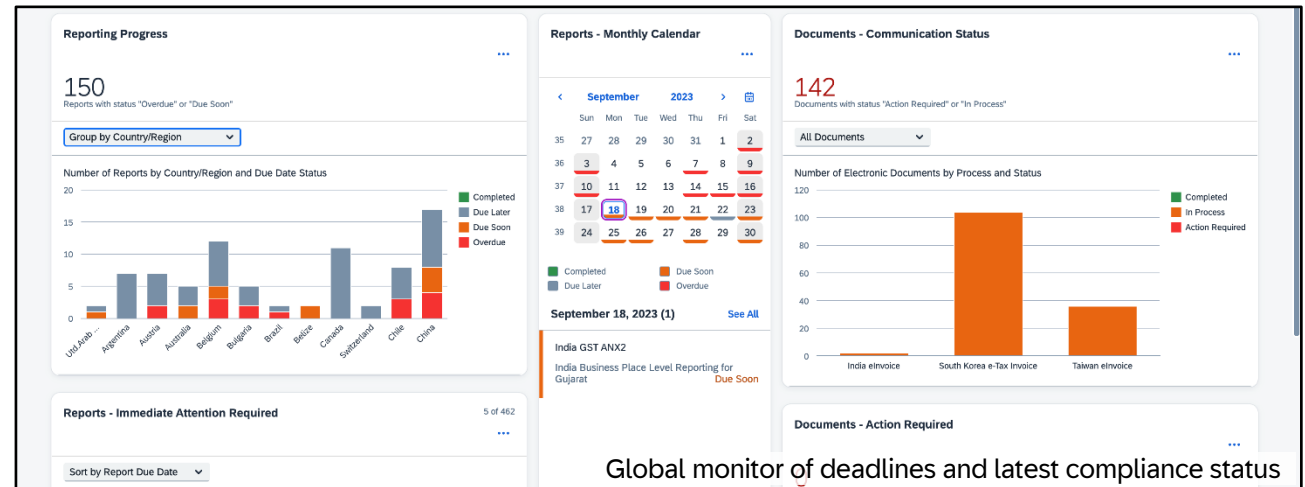 Reporting Progress
...
150
Reports with status "Overdue" or "Due Soon"
Group by Country/Region
Number of Reports by Country/Region and Due Date Status
20
15
10
5
0
Utd.Arab ...
Argentina
Austria
Australia
Belgium
Bulgaria
Brazil
Belize
Canada
Switzerland
Chile
China
Completed
Due Later
Due Soon
Overdue
Reports - Immediate Attention Required
5 of 462
...
Sort by Report Due Date
Reports - Monthly Calendar
...
September 2023
Sun Mon Tue Wed Thu Fri Sat
35 27 28 29 30 31 1 2
36 3 4 5 6 7 8 9
37 10 11 12 13 14 15 16
38 17 18 19 20 21 22 23
39 24 25 26 27 28 29 30
Completed Due Soon
Due Later Overdue
September 18, 2023 (1) See All
India GST ANX2
India Business Place Level Reporting for
Gujarat Due Soon
Documents - Communication Status
...
142
Documents with status "Action Required" or "In Process"
All Documents
Number of Electronic Documents by Process and Status
120
100
80
60
40
20
0
India eInvoice
South Korea e-Tax Invoice
Taiwan eInvoice
Completed
In Process
Action Required
Documents - Action Required
...
Global monitor of deadlines and latest compliance status